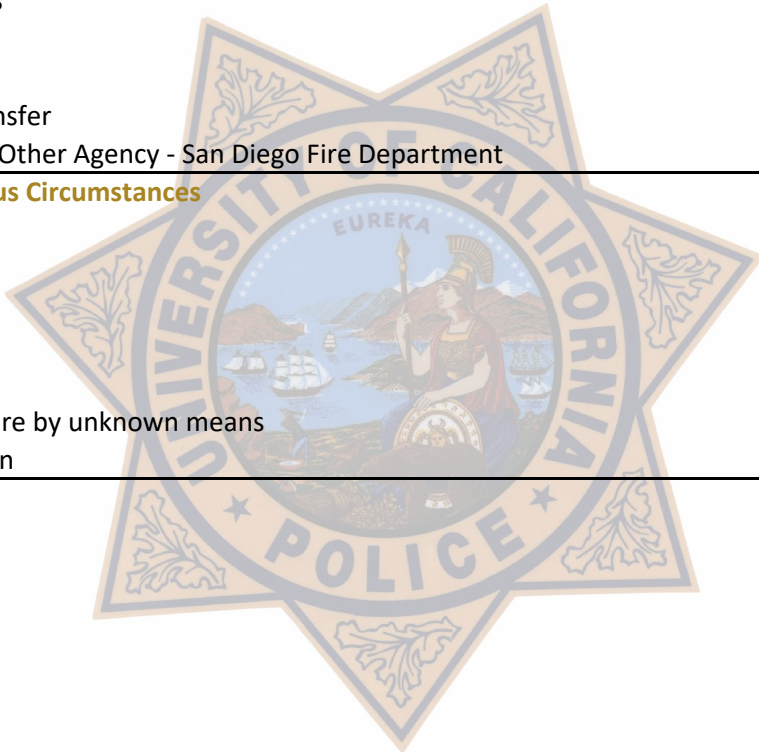 nsfer
Other Agency - San Diego Fire Department
us Circumstances
UNIVERSITY OF CALIFORNIA
EUREKA
re by unknown means
n
POLICE